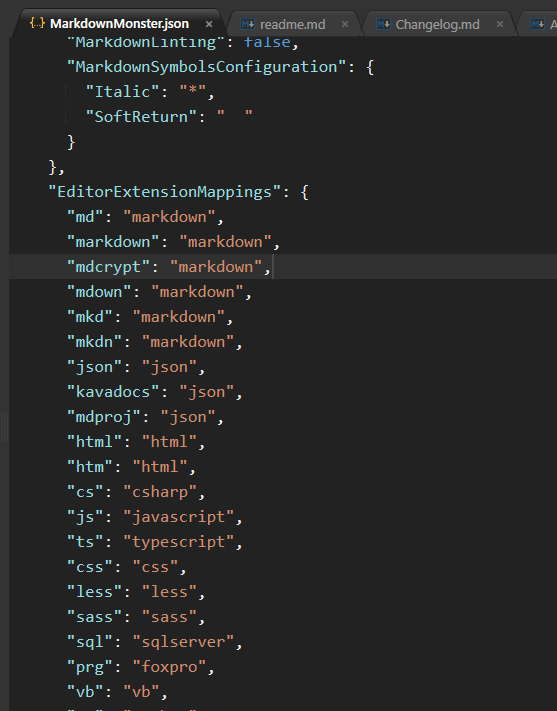 MarkdownMonster.json × readme.md × Changelog.md ×
"MarkdownLinting": false,
"MarkdownSymbolsConfiguration": {
"Italic": "*",
"SoftReturn": "  "
}
},
"EditorExtensionMappings": {
"md": "markdown",
"markdown": "markdown",
"mdcrypt": "markdown",
"mdown": "markdown",
"mkd": "markdown",
"mkdn": "markdown",
"json": "json",
"kavadocs": "json",
"mdproj": "json",
"html": "html",
"htm": "html",
"cs": "csharp",
"js": "javascript",
"ts": "typescript",
"css": "css",
"less": "less",
"sass": "sass",
"sql": "sqlserver",
"prg": "foxpro",
"vb": "vb",